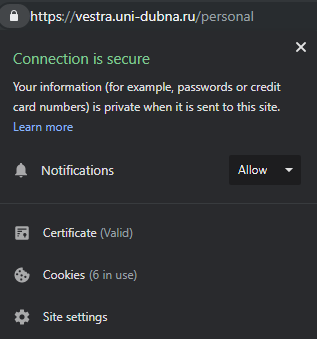 https://vestra.uni-dubna.ru/personal
Connection is secure
Your information (for example, passwords or credit
card numbers) is private when it is sent to this site.
Learn more
Notifications
Allow
Certificate (Valid)
Cookies (6 in use)
Site settings